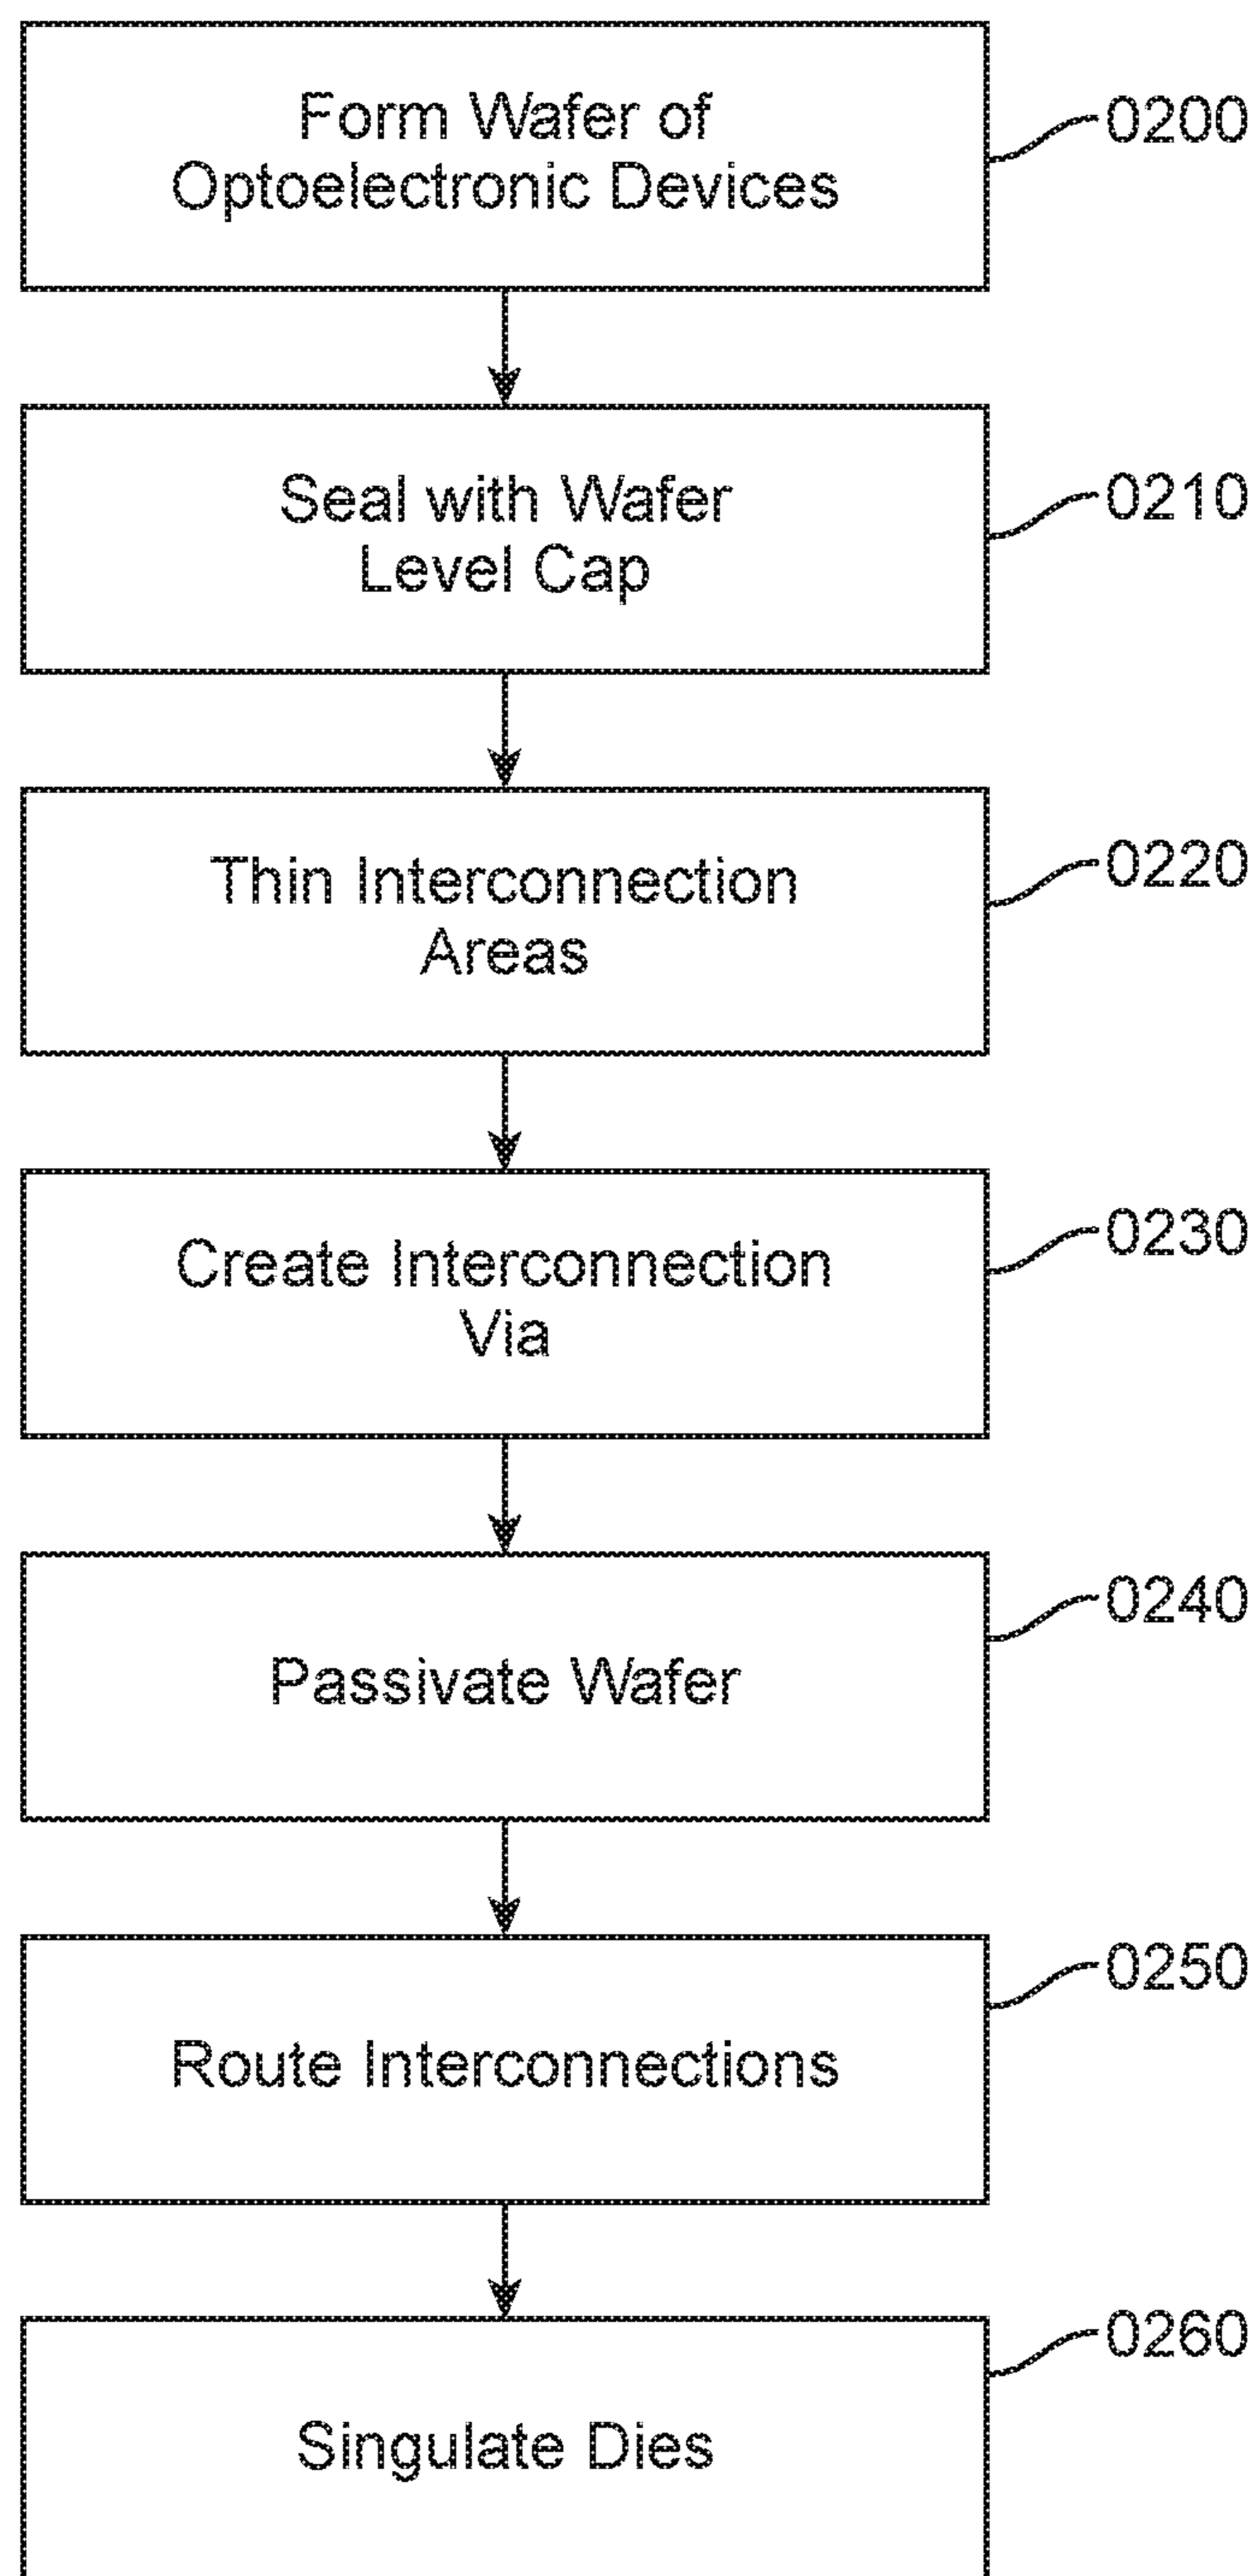 Form Wafer of
Optoelectronic Devices
0200
Seal with Wafer
Level Cap
0210
Thin Interconnection
Areas
0220
Create Interconnection
Via
0230
Passivate Wafer
0240
Route Interconnections
0250
Singulate Dies
0260